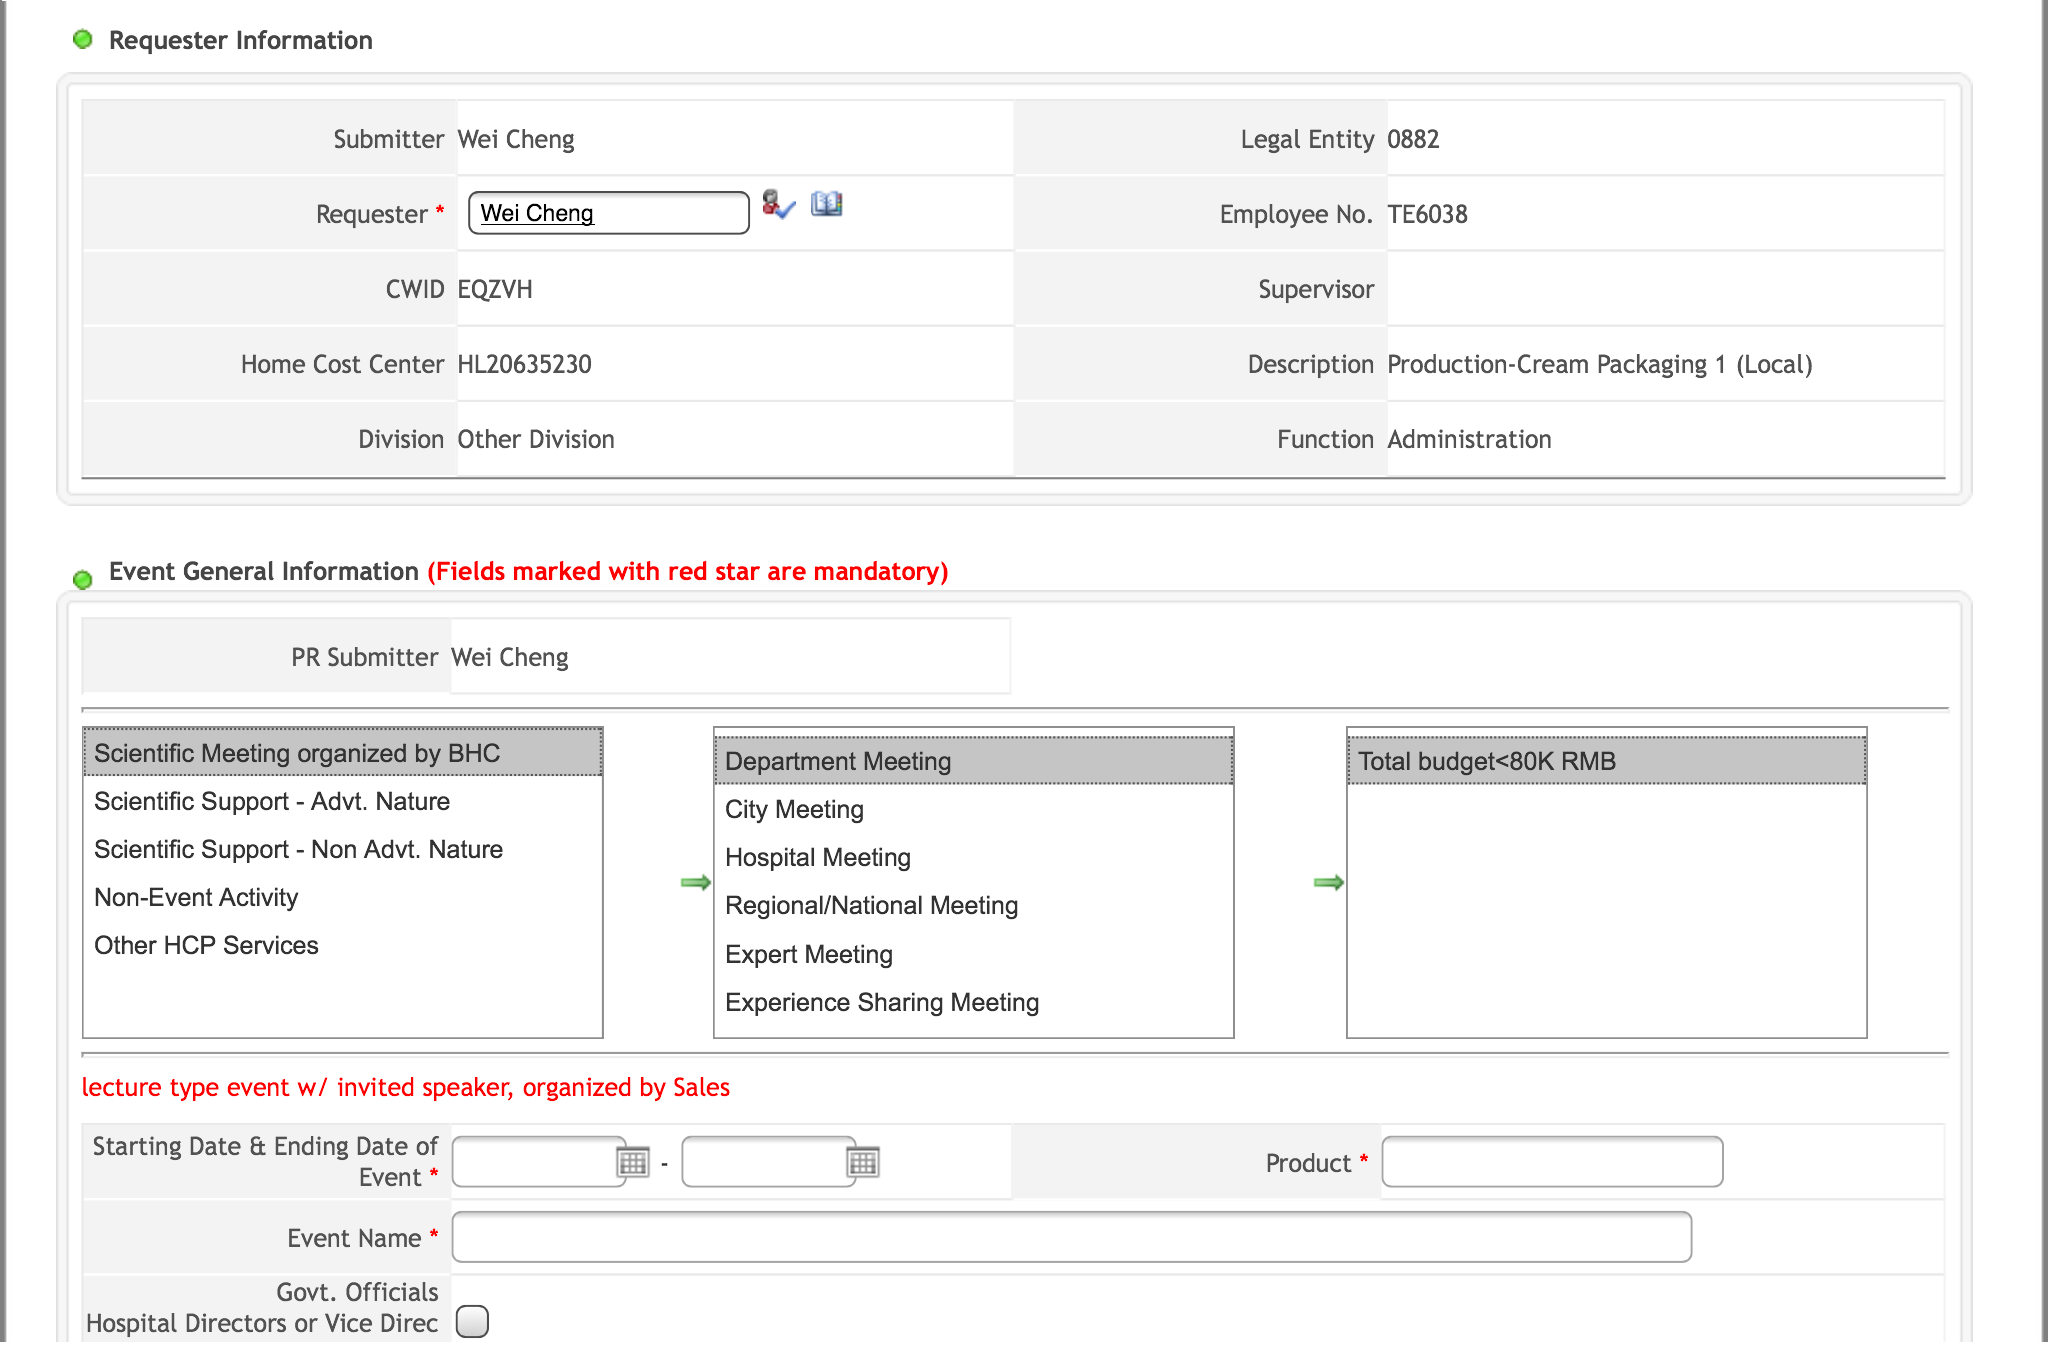 Requester Information
Submitter Wei Cheng Legal Entity 0882
Requester * Wei Cheng Employee No. TE6038
CWID EQZVH Supervisor
Home Cost Center HL20635230 Description Production-Cream Packaging 1 (Local)
Division Other Division Function Administration
Event General Information (Fields marked with red star are mandatory)
PR Submitter Wei Cheng
Scientific Meeting organized by BHC
Scientific Support - Advt. Nature
Scientific Support - Non Advt. Nature
Non-Event Activity
Other HCP Services
Department Meeting
City Meeting
Hospital Meeting
Regional/National Meeting
Expert Meeting
Experience Sharing Meeting
Total budget<80K RMB
lecture type event w/ invited speaker, organized by Sales
Starting Date & Ending Date of
Event * - Product *
Event Name *
Govt. Officials
Hospital Directors or Vice Direc